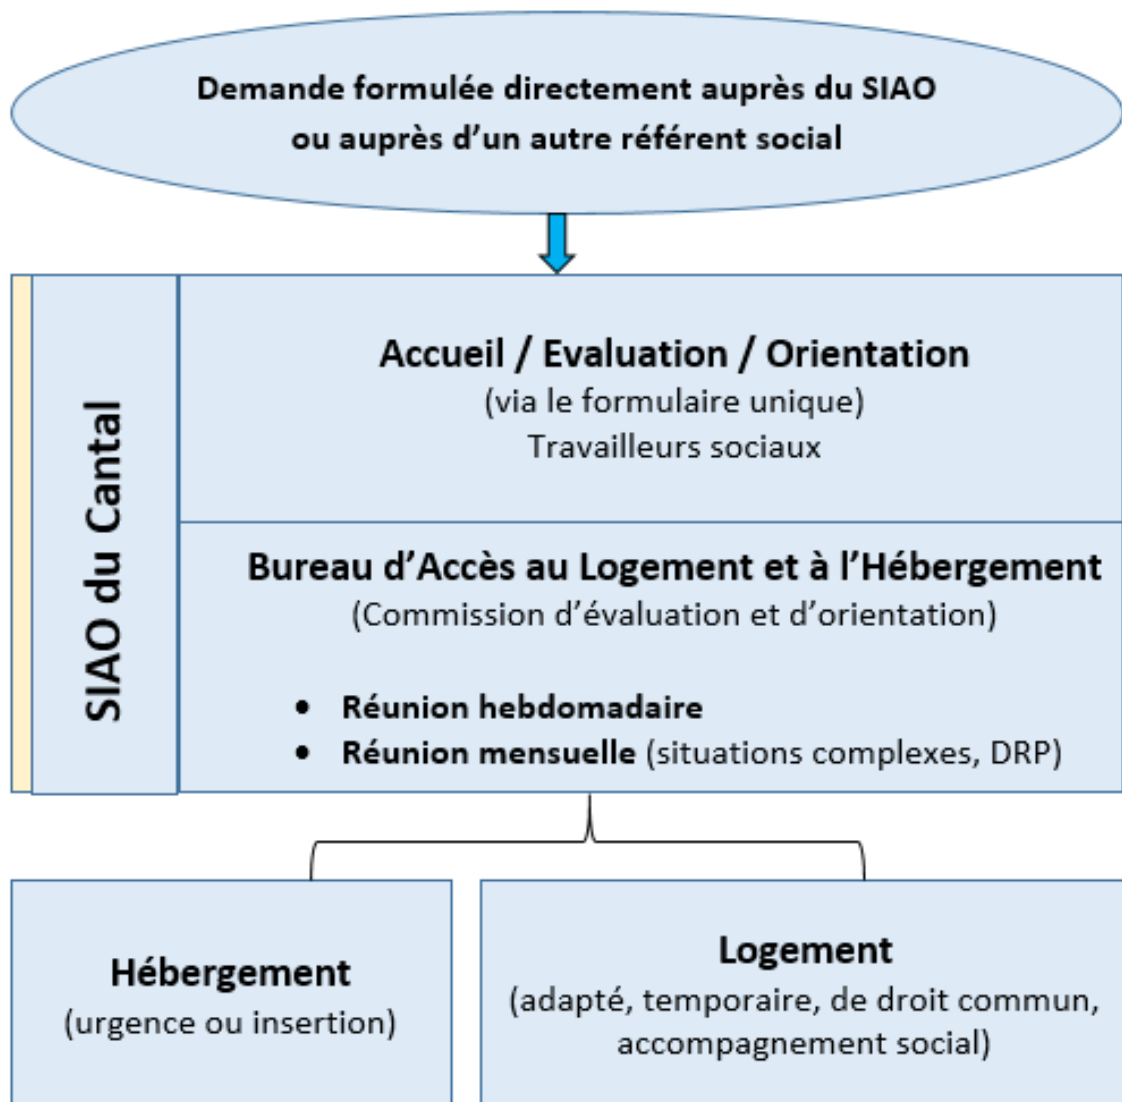 Demande formulée directement auprès du SIAO
ou auprès d’un autre référent social
SIAO du Cantal
Accueil / Evaluation / Orientation
(via le formulaire unique)
Travailleurs sociaux
Bureau d’Accès au Logement et à l’Hébergement
(Commission d’évaluation et d’orientation)
• Réunion hebdomadaire
• Réunion mensuelle (situations complexes, DRP)
Hébergement
(urgence ou insertion)
Logement
(adapté, temporaire, de droit commun,
accompagnement social)